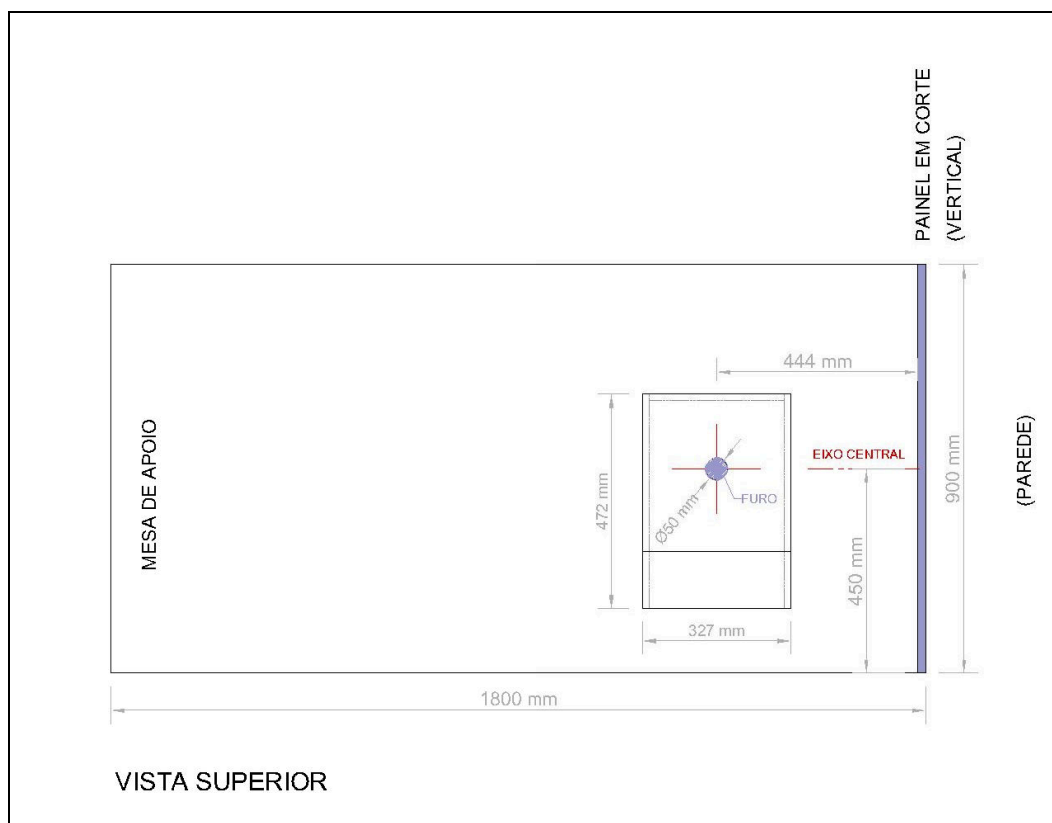 PAINEL EM CORTE
(VERTICAL)
444 mm
MESA DE APOIO
EIXO CENTRAL
900 mm
(PAREDE)
472 mm
FURO
Ø50 mm
450 mm
327 mm
1800 mm
VISTA SUPERIOR